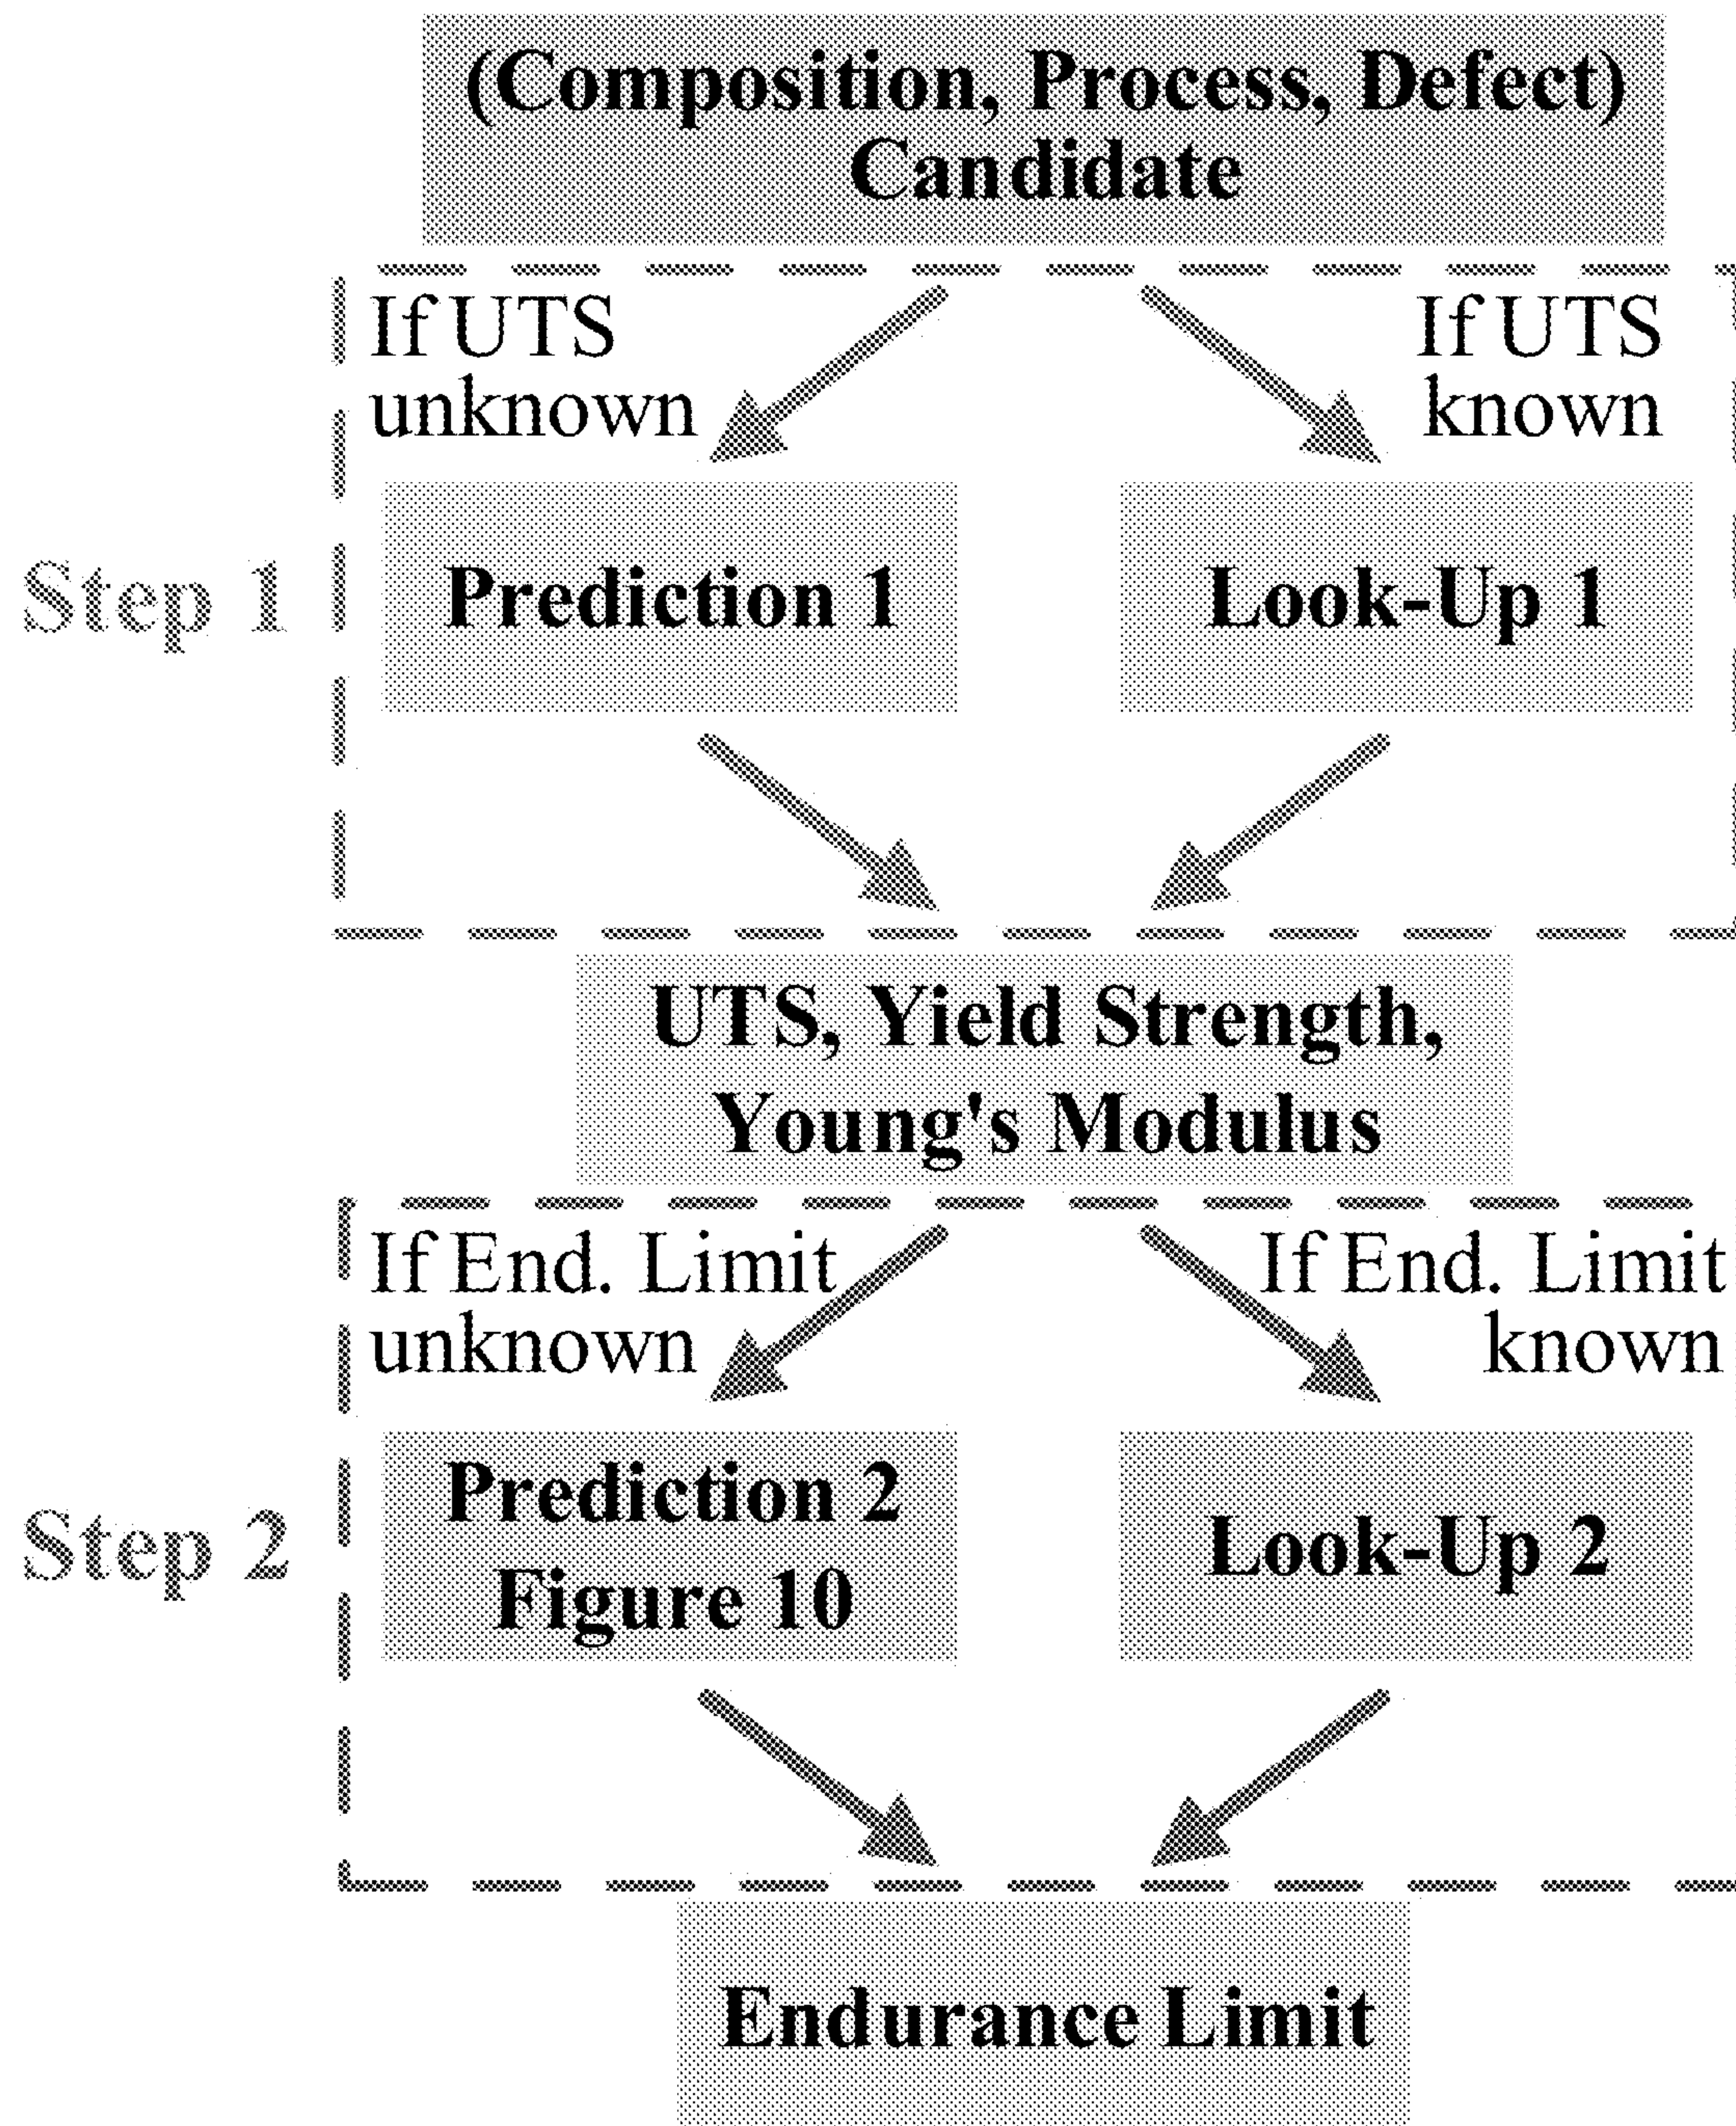 (Composition, Process, Defect)
Candidate
If UTS
unknown
If UTS
known
Step 1
Prediction 1
Look-Up 1
UTS, Yield Strength,
Young's Modulus
If End. Limit
unknown
If End. Limit
known
Step 2
Prediction 2
Figure 10
Look-Up 2
Endurance Limit